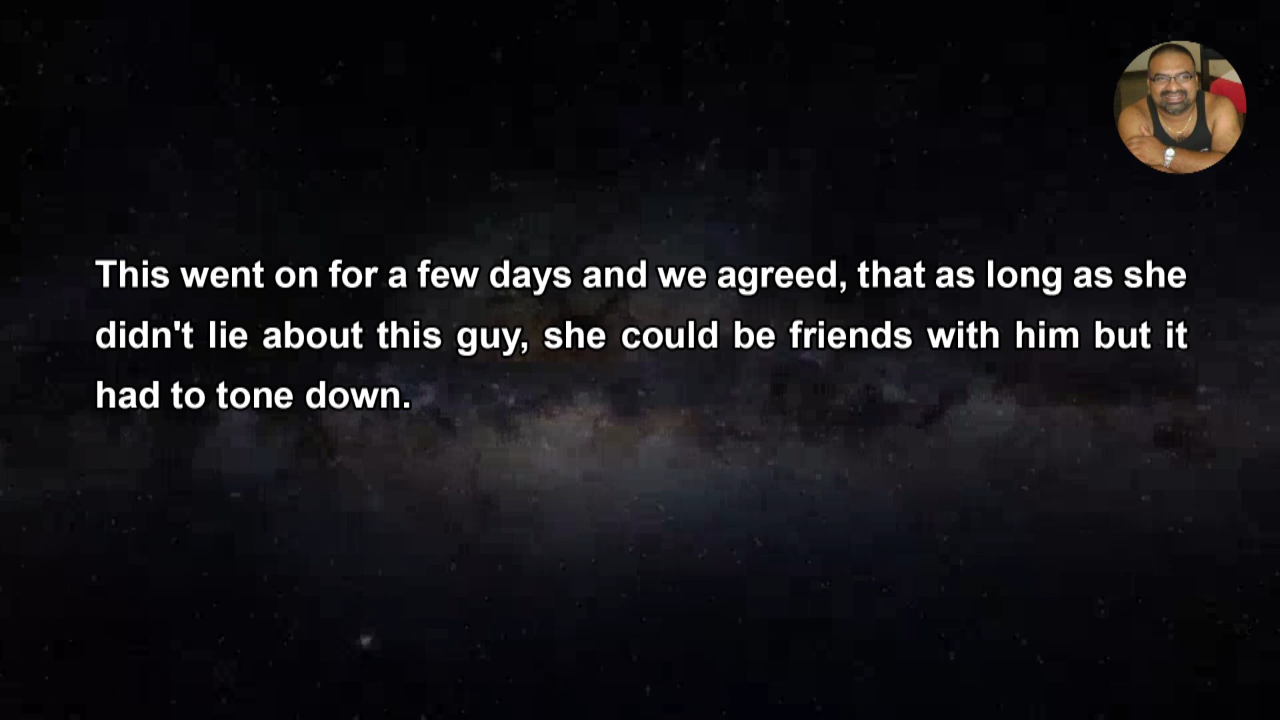 This went on for a few days and we agreed, that as long as she
didn't lie about this guy, she could be friends with him but it
had to tone down.